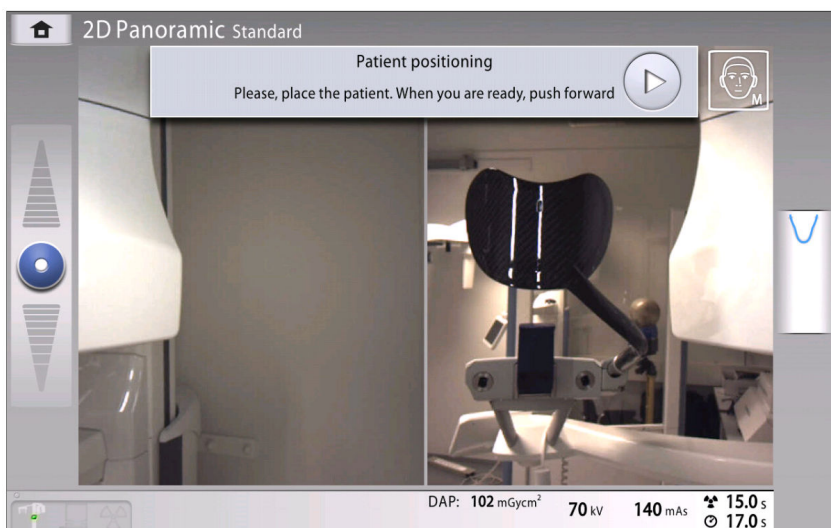 2D Panoramic Standard
Patient positioning
Please, place the patient. When you are ready, push forward
M
DAP: 102 mGycm² 70 kV 140 mAs 15.0 s
17.0 s